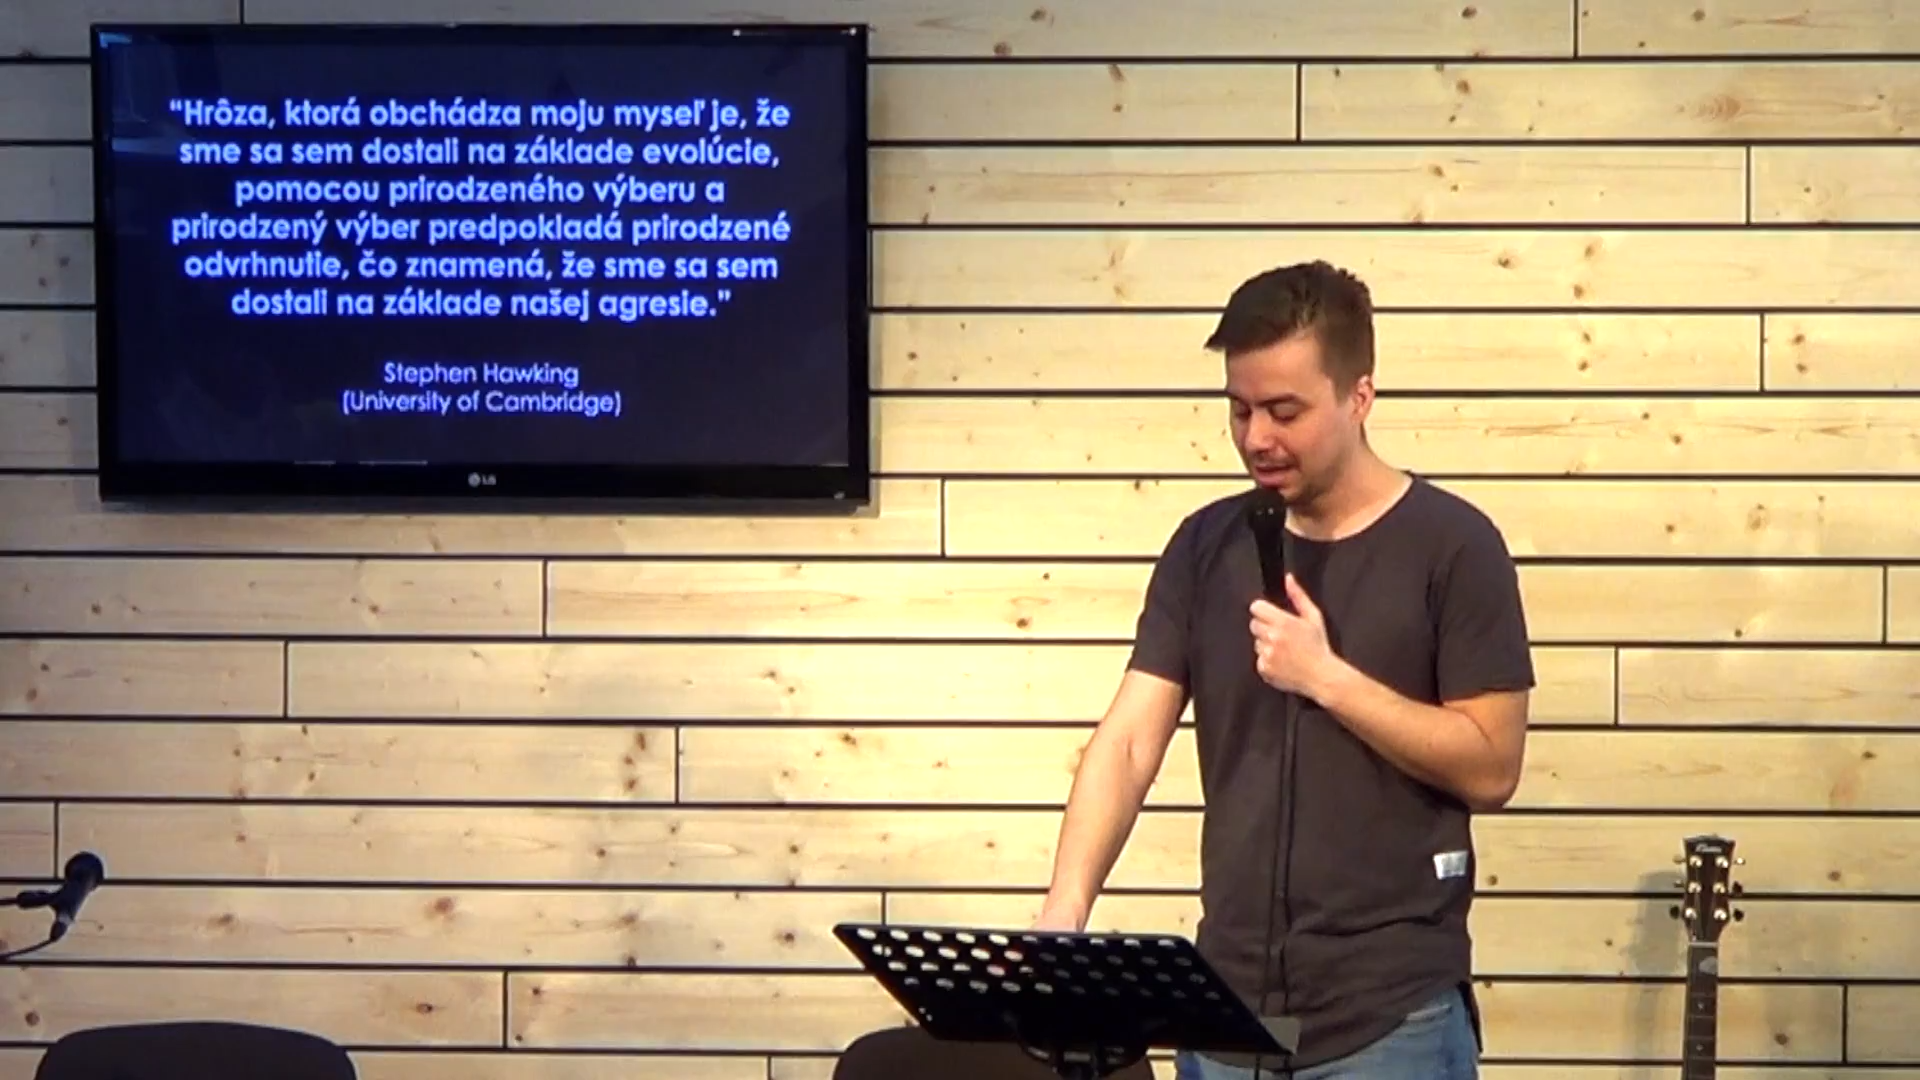 “Hrôza, ktorá obchádza moju myseľ je, že
sme sa sem dostali na základe evolúcie,
pomocou prirodzeného výberu a
prirodzený výber predpokladá prirodzené
odvrhnutie, čo znamená, že sme sa sem
dostali na základe našej agresie.”
Stephen Hawking
(University of Cambridge)
LG